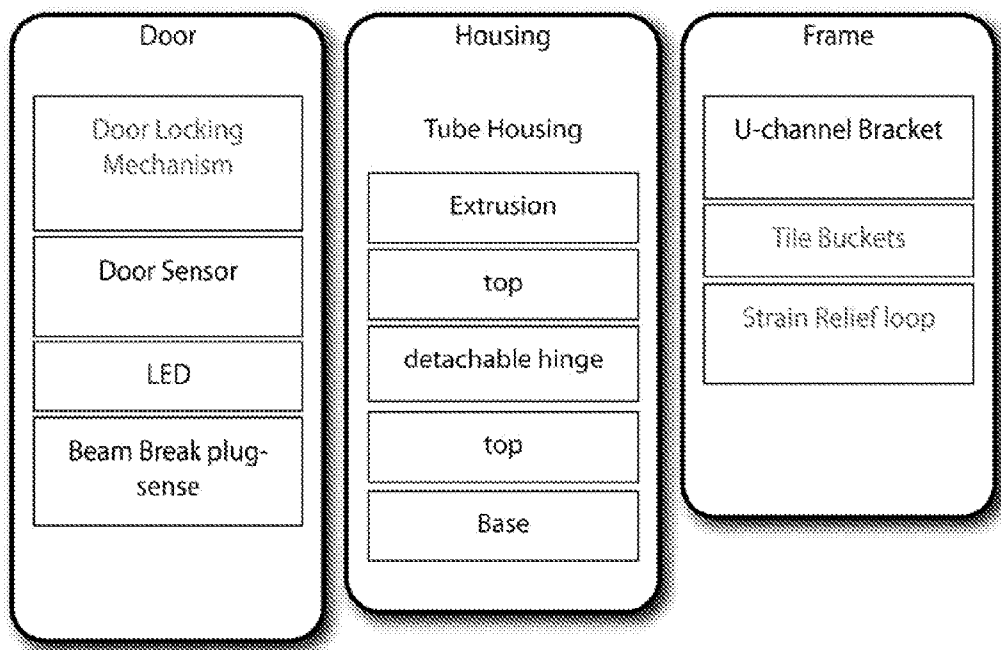 Door
Door Locking
Mechanism
Door Sensor
LED
Beam Break plug-
sense
Housing
Tube Housing
Extrusion
top
detachable hinge
top
Base
Frame
U-channel Bracket
Tile Buckets
Strain Relief loop